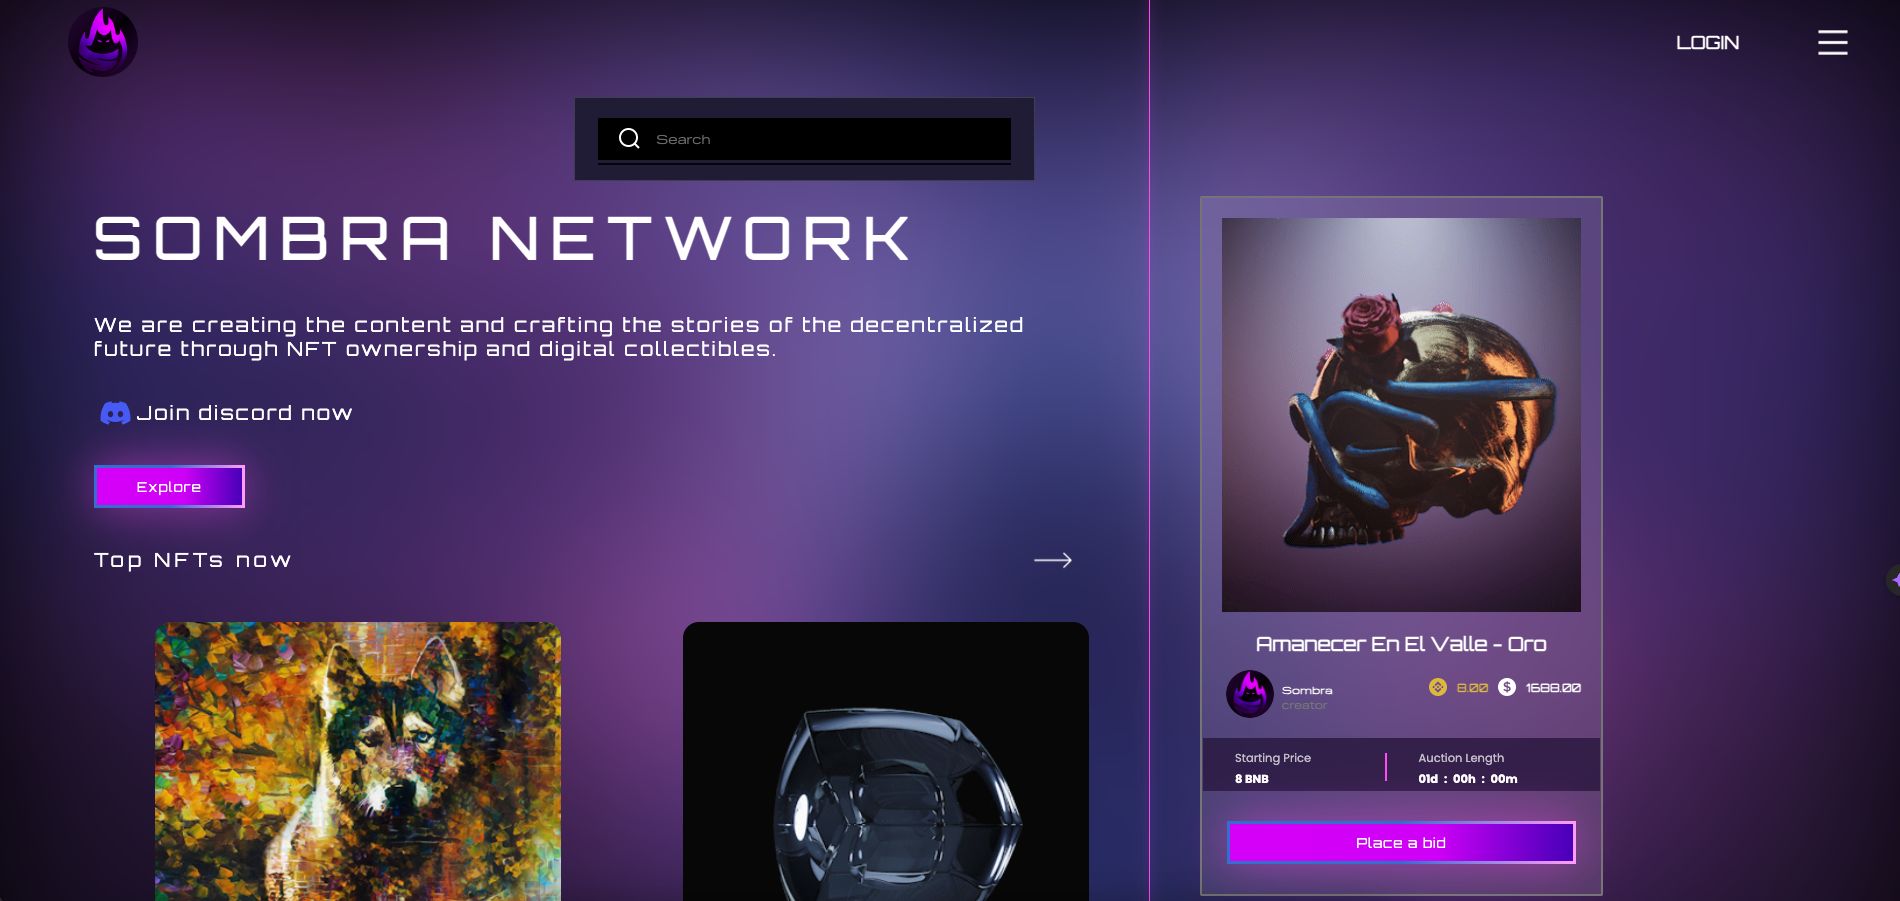 LOGIN
Search
SOMBRA NETWORK
We are creating the content and crafting the stories of the decentralized
future through NFT ownership and digital collectibles.
Join discord now
Explore
Top NFTs now
Amanecer En El Valle - Oro
Sombra
creator
8.00 $ 1688.00
Starting Price
8 BNB
Auction Length
01d : 00h : 00m
Place a bid